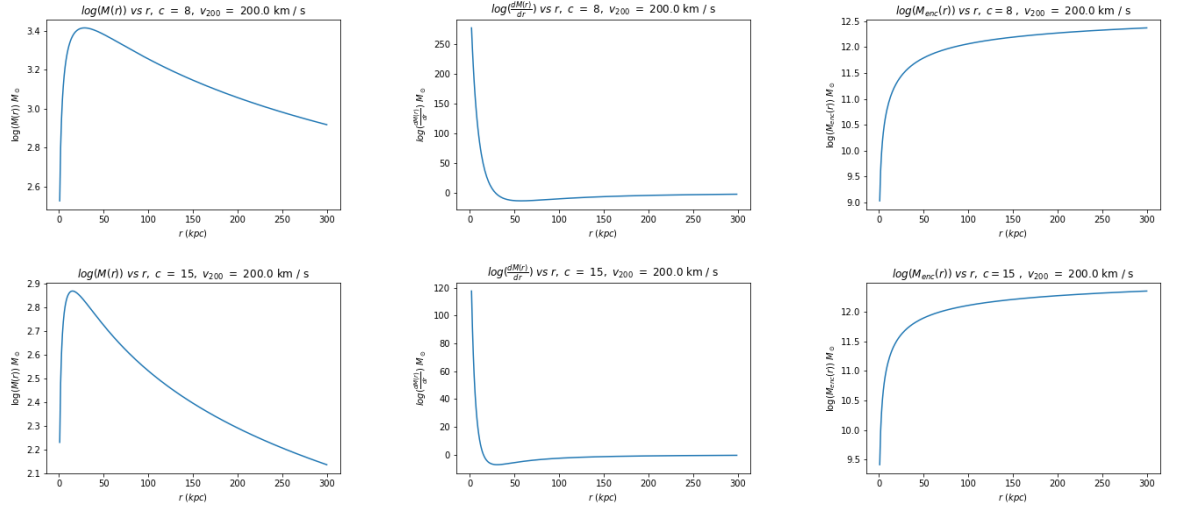 log(M(r)) vs r, c = 8, v₂₀₀ = 200.0 km / s
log(M(r)) M☉
3.4
3.2
3.0
2.8
2.6
0 50 100 150 200 250 300
r (kpc)
log(dM(r)/dr) vs r, c = 8, v₂₀₀ = 200.0 km / s
log(dM(r)/dr) M☉
250
200
150
100
50
0
0 50 100 150 200 250 300
r (kpc)
log(Mₑₙc(r)) vs r, c = 8 , v₂₀₀ = 200.0 km / s
log(Mₑₙc(r)) M☉
12.5
12.0
11.5
11.0
10.5
10.0
9.5
9.0
0 50 100 150 200 250 300
r (kpc)
log(M(r)) vs r, c = 15, v₂₀₀ = 200.0 km / s
log(M(r)) M☉
2.9
2.8
2.7
2.6
2.5
2.4
2.3
2.2
2.1
0 50 100 150 200 250 300
r (kpc)
log(dM(r)/dr) vs r, c = 15, v₂₀₀ = 200.0 km / s
log(dM(r)/dr) M☉
120
100
80
60
40
20
0
0 50 100 150 200 250 300
r (kpc)
log(Mₑₙc(r)) vs r, c = 15 , v₂₀₀ = 200.0 km / s
log(Mₑₙc(r)) M☉
12.0
11.5
11.0
10.5
10.0
9.5
0 50 100 150 200 250 300
r (kpc)